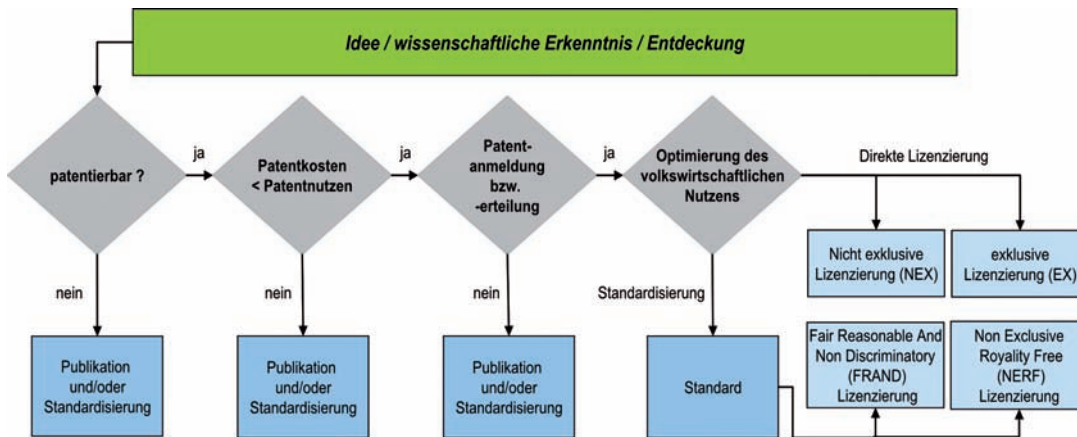 Idee / wissenschaftliche Erkenntnis / Entdeckung
patentierbar ?
ja
Patentkosten
< Patentnutzen
ja
Patent-
anmeldung
bzw.
-erteilung
ja
Optimierung des
volkswirtschaftlichen
Nutzens
Direkte Lizenzierung
Nicht exklusive
Lizenzierung (NEX)
exklusive
Lizenzierung (EX)
nein
nein
nein
Standardisierung
Publikation
und/oder
Standardisierung
Publikation
und/oder
Standardisierung
Publikation
und/oder
Standardisierung
Standard
Fair Reasonable And
Non Discriminatory
(FRAND)
Lizenzierung
Non Exclusive
Royality Free
(NERF)
Lizenzierung